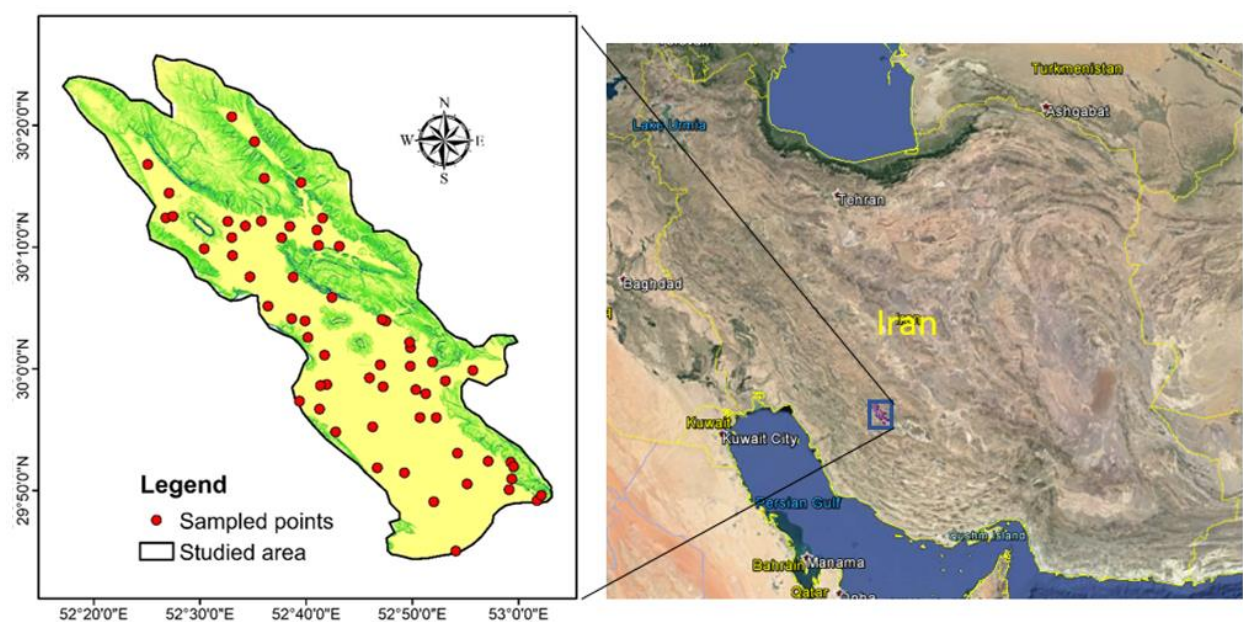 30°20'0"N
30°10'0"N
30°0'0"N
29°50'0"N
N
W E
S
Legend
Sampled points
Studied area
52°20'0"E 52°30'0"E 52°40'0"E 52°50'0"E 53°0'0"E
Turkmenistan
Ashgabat
Lake Urmia
Tehran
Baghdad
Iran
Kuwait
Kuwait City
Persian Gulf
Qushm Island
Bahrain Manama
Qatar